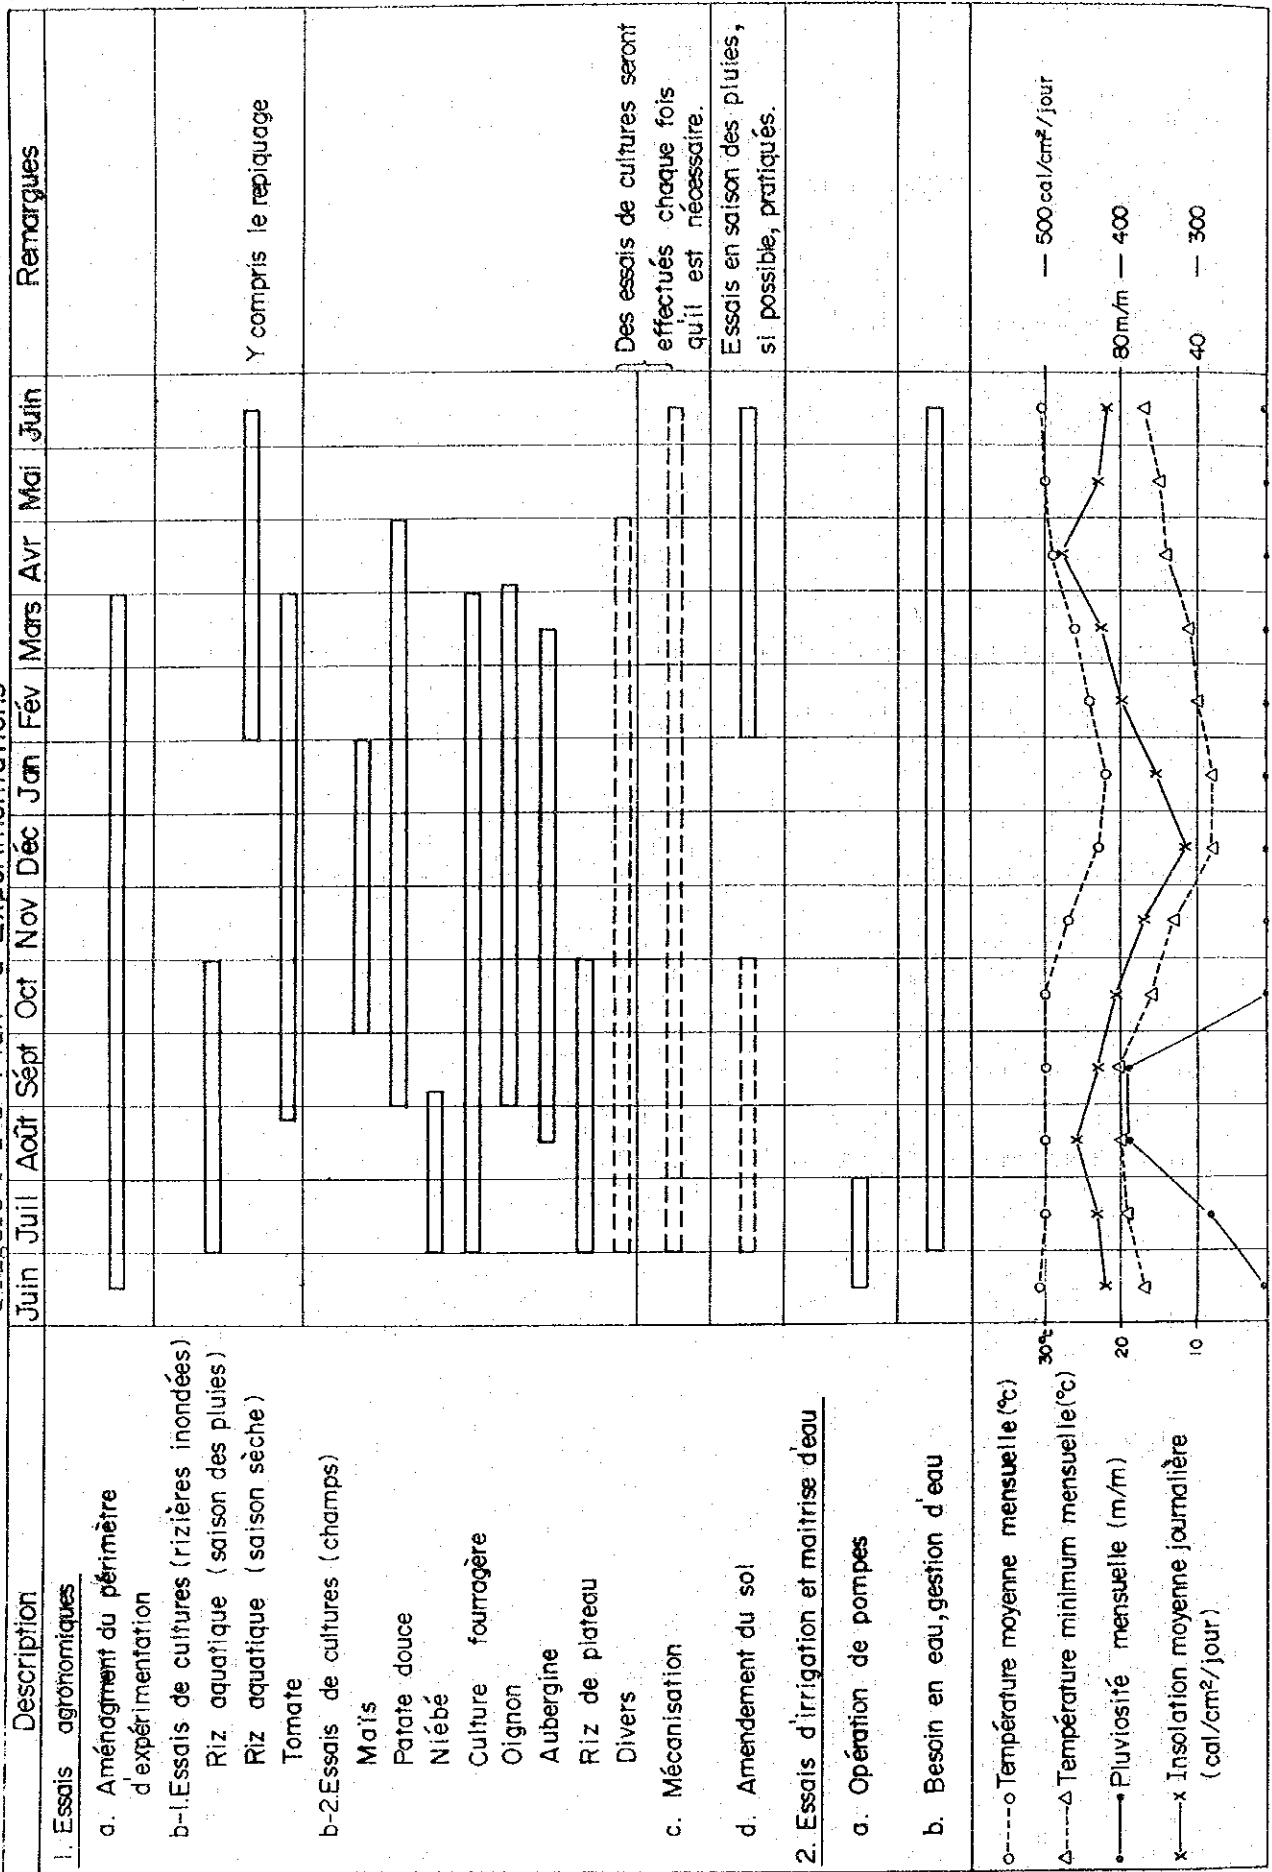 Description Juin Juil Août Sépt Oct Nov Déc Jan Fév Mars Avr Mai Juin Remarques
1. Essais agronomiques
a. Aménagment du périmètre
d'expérimentation
b-1.Essais de cultures (rizières inondées)
Riz aquatique (saison des pluies)
Riz aquatique (saison sèche) Y compris le repiquage
Tomate
b-2.Essais de cultures (champs)
Maïs
Patate douce
Niébé
Culture fourragère
Oignon
Aubergine
Riz de plateau
Divers
Des essais de cultures seront
effectués chaque fois
qu'il est nécessaire.
c. Mécanisation
d. Amendement du sol
Essais en saison des pluies,
si possible, pratiqués.
2. Essais d'irrigation et maitrise d'eau
a. Opération de pompes
b. Besoin en eau, gestion d'eau
o----o Température moyenne mensuelle (°c)
30°c
500 cal/cm²/jour
Δ----Δ Température minimum mensuelle (°c)
20
80 m/m
400
Pluviosité mensuelle (m/m)
10
40
300
x——x Insolation moyenne journalière
(cal/cm²/jour)